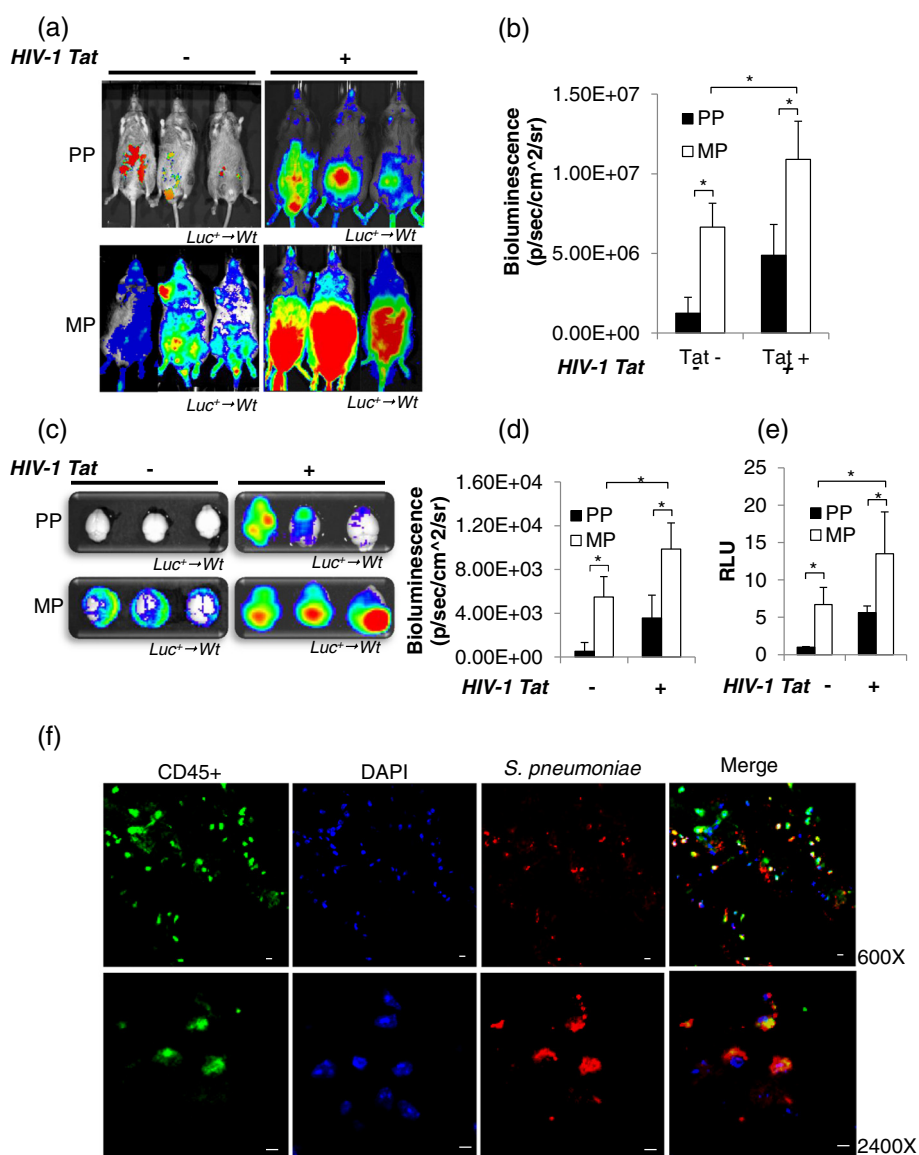 (a)
HIV-1 Tat
-
+
PP
Luc⁺→Wt
Luc⁺→Wt
MP
Luc⁺→Wt
Luc⁺→Wt
(b)
Bioluminescence
(p/sec/cm^2/sr)
1.50E+07
1.00E+07
5.00E+06
0.00E+00
PP
MP
*
*
*
Tat -
Tat +
HIV-1 Tat
-
+
(c)
HIV-1 Tat
-
+
PP
Luc⁺→Wt
Luc⁺→Wt
MP
Luc⁺→Wt
Luc⁺→Wt
(d)
Bioluminescence
(p/sec/cm^2/sr)
1.60E+04
1.20E+04
8.00E+03
4.00E+03
0.00E+00
PP
MP
*
*
*
HIV-1 Tat
-
+
(e)
RLU
25
20
15
10
5
0
PP
MP
*
*
*
HIV-1 Tat
-
+
(f)
CD45+
DAPI
S. pneumoniae
Merge
600X
2400X